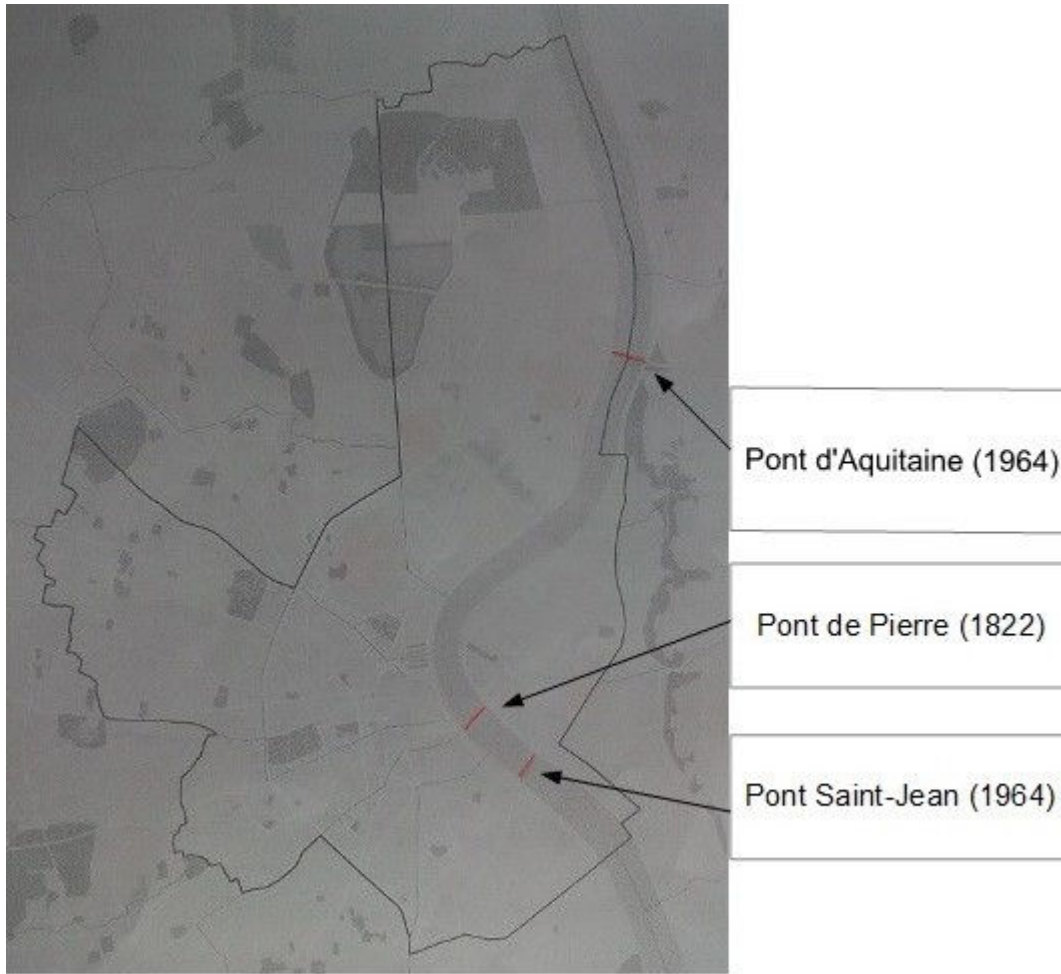 Pont d'Aquitaine (1964)
Pont de Pierre (1822)
Pont Saint-Jean (1964)